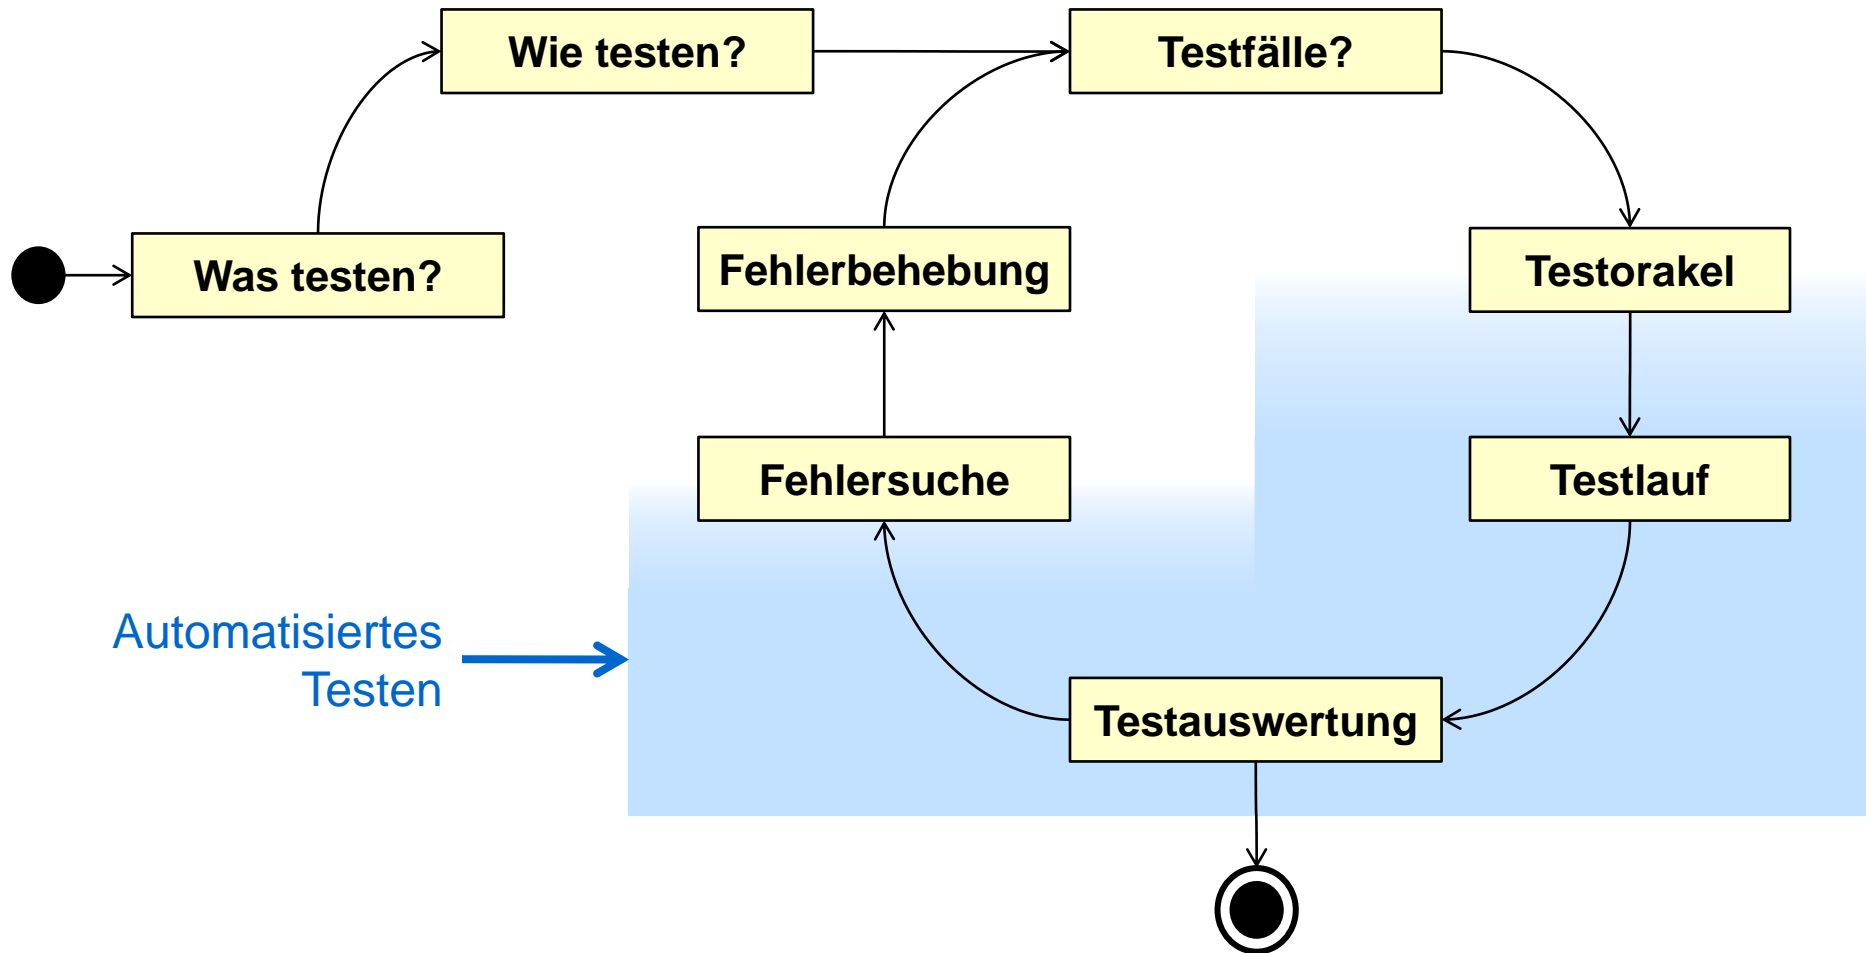 Wie testen?
Testfälle?
Was testen?
Fehlerbehebung
Testorakel
Fehlersuche
Testlauf
Automatisiertes
Testen
Testauswertung